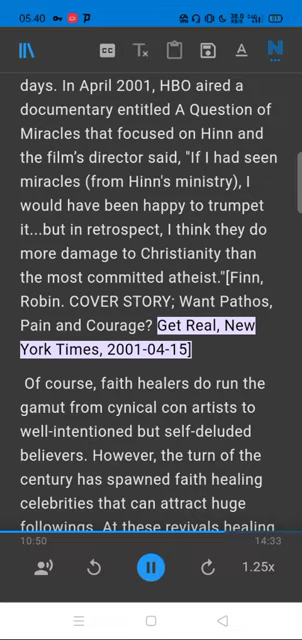 05.40
days. In April 2001, HBO aired a
documentary entitled A Question of
Miracles that focused on Hinn and
the film's director said, "If I had seen
miracles (from Hinn's ministry), I
would have been happy to trumpet
it...but in retrospect, I think they do
more damage to Christianity than
the most committed atheist."[Finn,
Robin. COVER STORY; Want Pathos,
Pain and Courage? Get Real, New
York Times, 2001-04-15]
Of course, faith healers do run the
gamut from cynical con artists to
well-intentioned but self-deluded
believers. However, the turn of the
century has spawned faith healing
celebrities that can attract huge
followings. At these revivals healing
10:50 14:33
1.25x